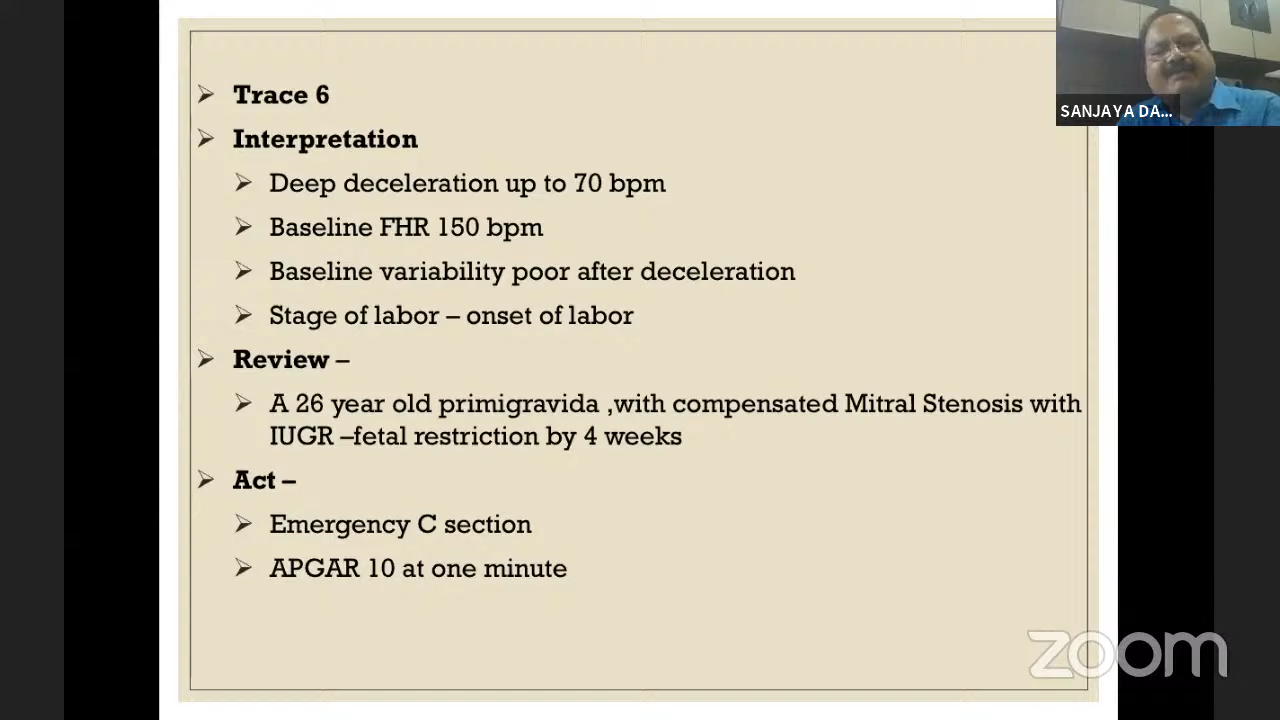 Trace 6
Interpretation
Deep deceleration up to 70 bpm
Baseline FHR 150 bpm
Baseline variability poor after deceleration
Stage of labor – onset of labor
Review –
A 26 year old primigravida ,with compensated Mitral Stenosis with
IUGR –fetal restriction by 4 weeks
Act –
Emergency C section
APGAR 10 at one minute
SANJAYA DA...
zoom